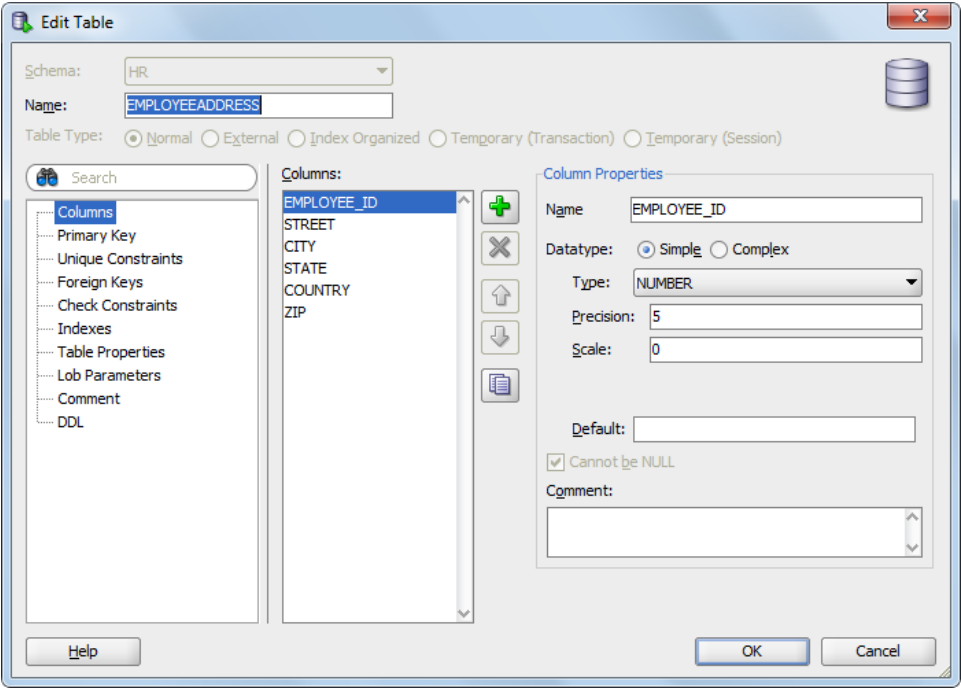 Edit Table
Schema: HR
Name: EMPLOYEEADDRESS
Table Type: Normal External Index Organized Temporary (Transaction) Temporary (Session)
Search
Columns
Primary Key
Unique Constraints
Foreign Keys
Check Constraints
Indexes
Table Properties
Lob Parameters
Comment
DDL
Columns:
EMPLOYEE_ID
STREET
CITY
STATE
COUNTRY
ZIP
Column Properties
Name EMPLOYEE_ID
Datatype: Simple Complex
Type: NUMBER
Precision: 5
Scale: 0
Default:
Cannot be NULL
Comment:
Help OK Cancel